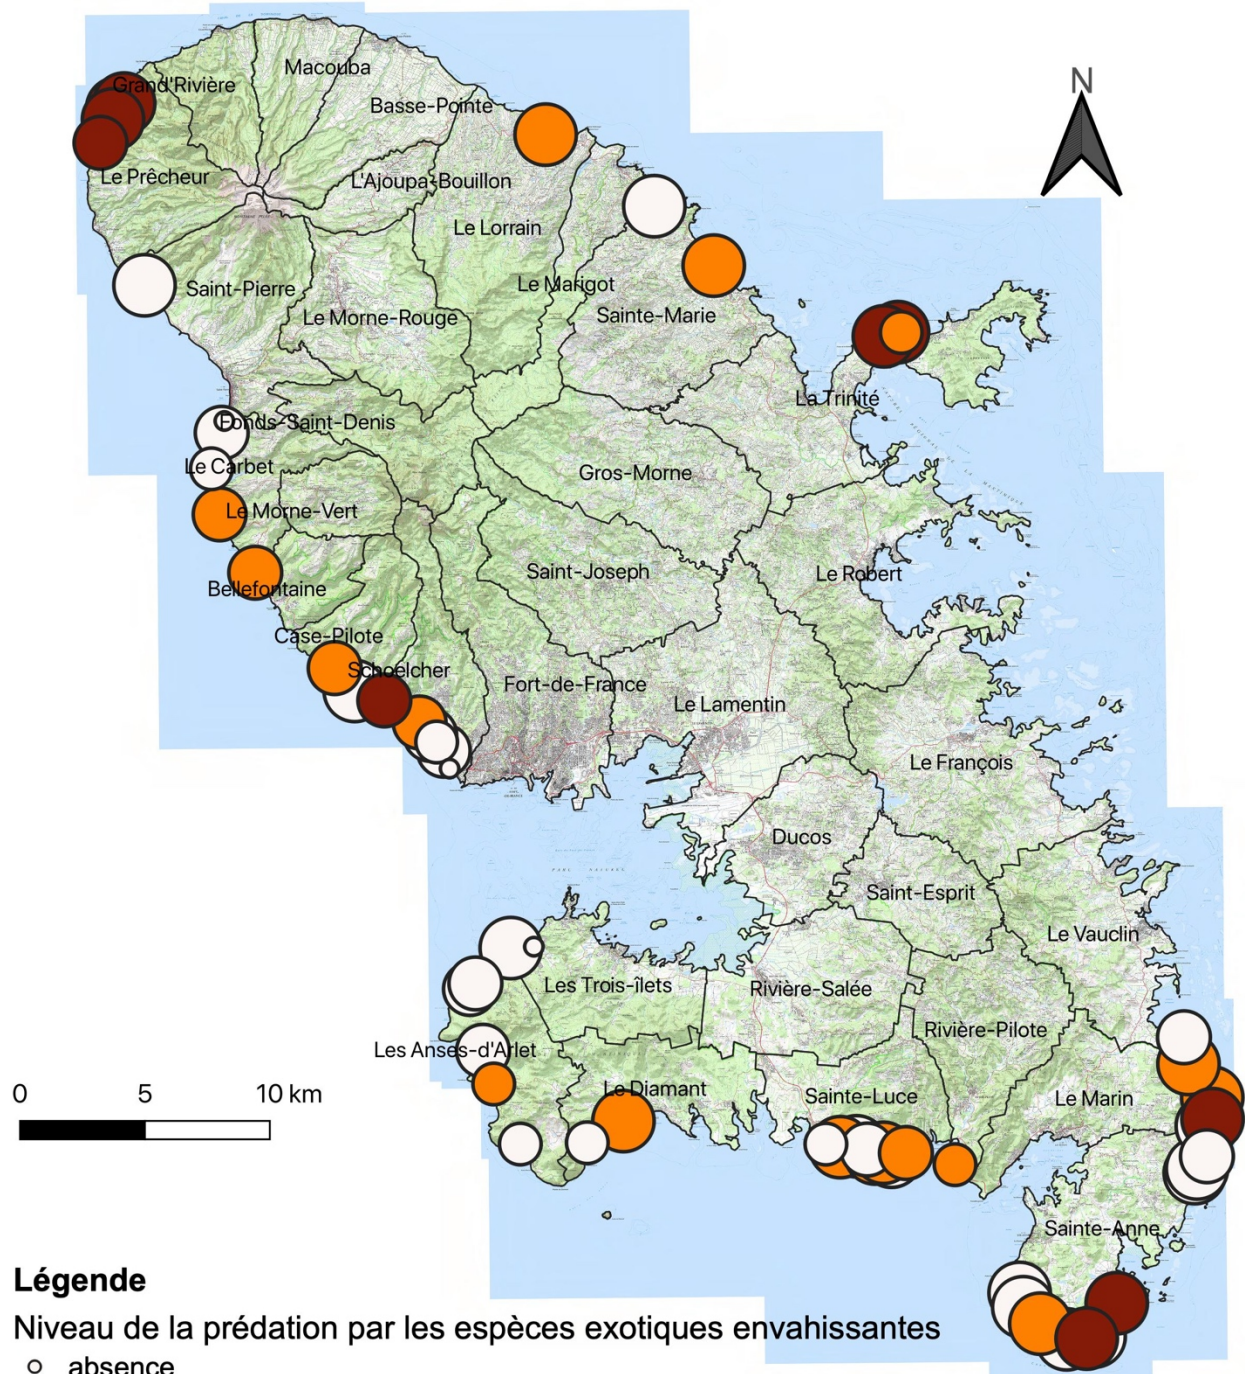 N
Macouba
Grand'Rivière
Basse-Pointe
Le Prêcheur
L'Ajoupa-Bouillon
Le Lorrain
Saint-Pierre
Le Marigot
Le Morne-Rouge
Sainte-Marie
La Trinité
Fonds-Saint-Denis
Le Carbet
Gros-Morne
Le Morne-Vert
Saint-Joseph
Le Robert
Bellefontaine
Case-Pilote
Schoelcher
Fort-de-France
Le Lamentin
Le François
Ducos
Saint-Esprit
Le Vauclin
Les Trois-îlets
Rivière-Salée
Rivière-Pilote
Les Anses-d'Arlet
Le Diamant
Sainte-Luce
Le Marin
0 5 10 km
Sainte-Anne
Légende
Niveau de la prédation par les espèces exotiques envahissantes
absence